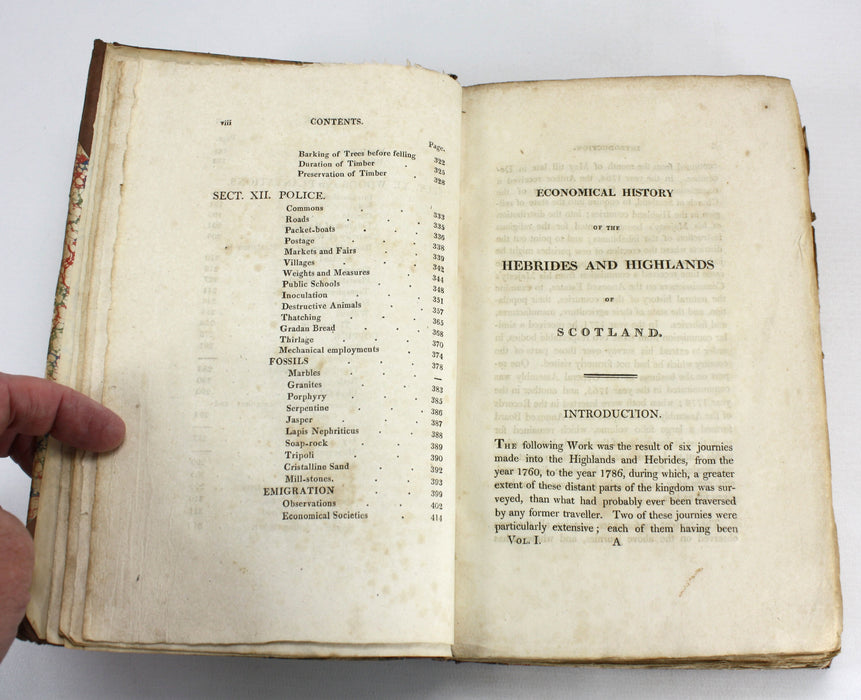 viii CONTENTS.
Page.
Barking of Trees before felling 322
Duration of Timber . 325
Preservation of Timber . 328
SECT. XII. POLICE.
Commons . . . 333
Roads . . . 335
Packet-boats . . . 336
Postage . . . 338
Markets and Fairs . . 339
Villages . . . 342
Weights and Measures . . 344
Public Schools . . 348
Inoculation . . . 351
Destructive Animals . . 357
Thatching . . . 365
Gradan Bread . . . 368
Thirlage . . . 370
Mechanical employments . 374
FOSSILS . . . 378
Marbles . . . —
Granites . . . 383
Porphyry . . . 385
Serpentine . . . 386
Jasper . . . 387
Lapis Nephriticus . . 388
Soap-rock . . . 389
Tripoli . . . 390
Cristalline Sand . . 392
Mill-stones. . . 393
EMIGRATION . . 399
Observations . . 402
Economical Societies . 414
ECONOMICAL HISTORY
OF THE
HEBRIDES AND HIGHLANDS
OF
SCOTLAND.
INTRODUCTION.
THE following Work was the result of six journies
made into the Highlands and Hebrides, from the
year 1760, to the year 1786, during which, a greater
extent of these distant parts of the kingdom was sur-
veyed, than what had probably ever been traversed
by any former traveller. Two of these journies were
particularly extensive; each of them having been
VOL. I. A